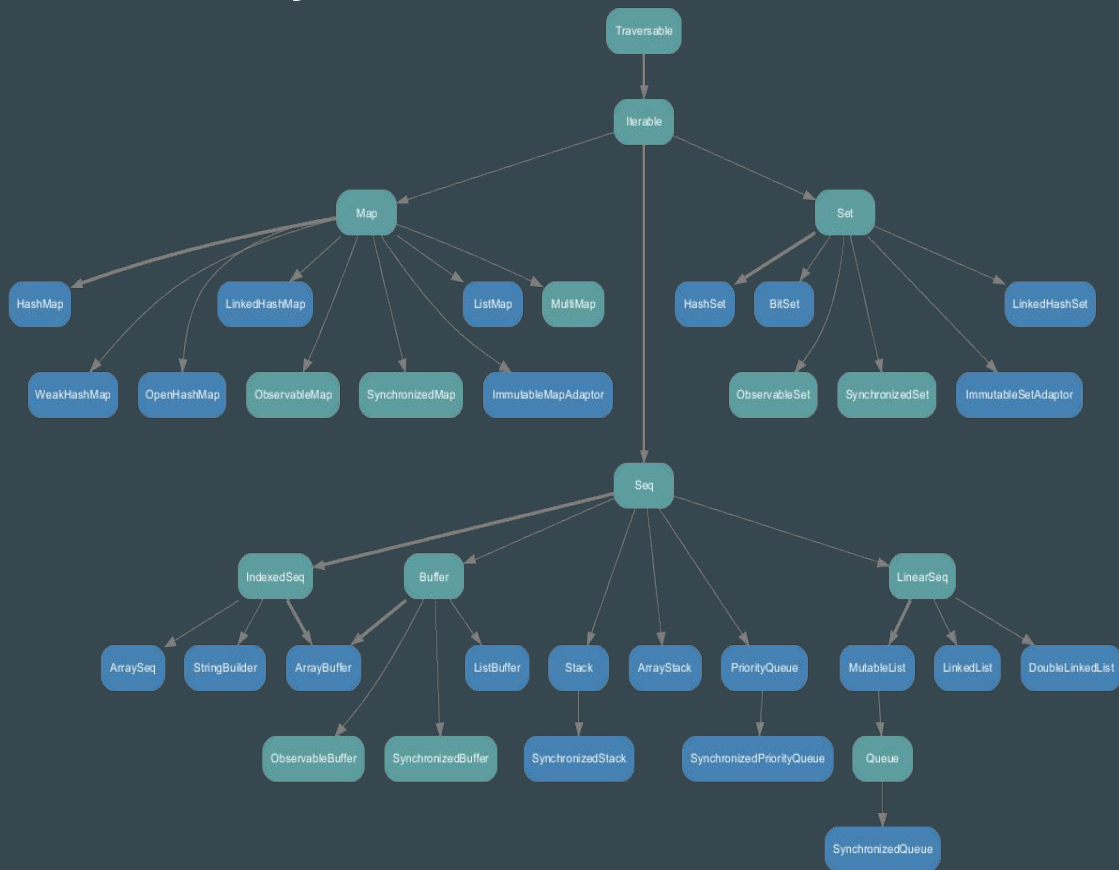 Traversable
Iterable
Map
Set
HashMap
LinkedHashMap
ListMap
MultiMap
HashSet
BitSet
LinkedHashSet
WeakHashMap
OpenHashMap
ObservableMap
SynchronizedMap
ImmutableMapAdaptor
ObservableSet
SynchronizedSet
ImmutableSetAdaptor
Seq
IndexedSeq
Buffer
LinearSeq
ArraySeq
StringBuilder
ArrayBuffer
ListBuffer
Stack
ArrayStack
PriorityQueue
MutableList
LinkedList
DoubleLinkedList
ObservableBuffer
SynchronizedBuffer
SynchronizedStack
SynchronizedPriorityQueue
Queue
SynchronizedQueue